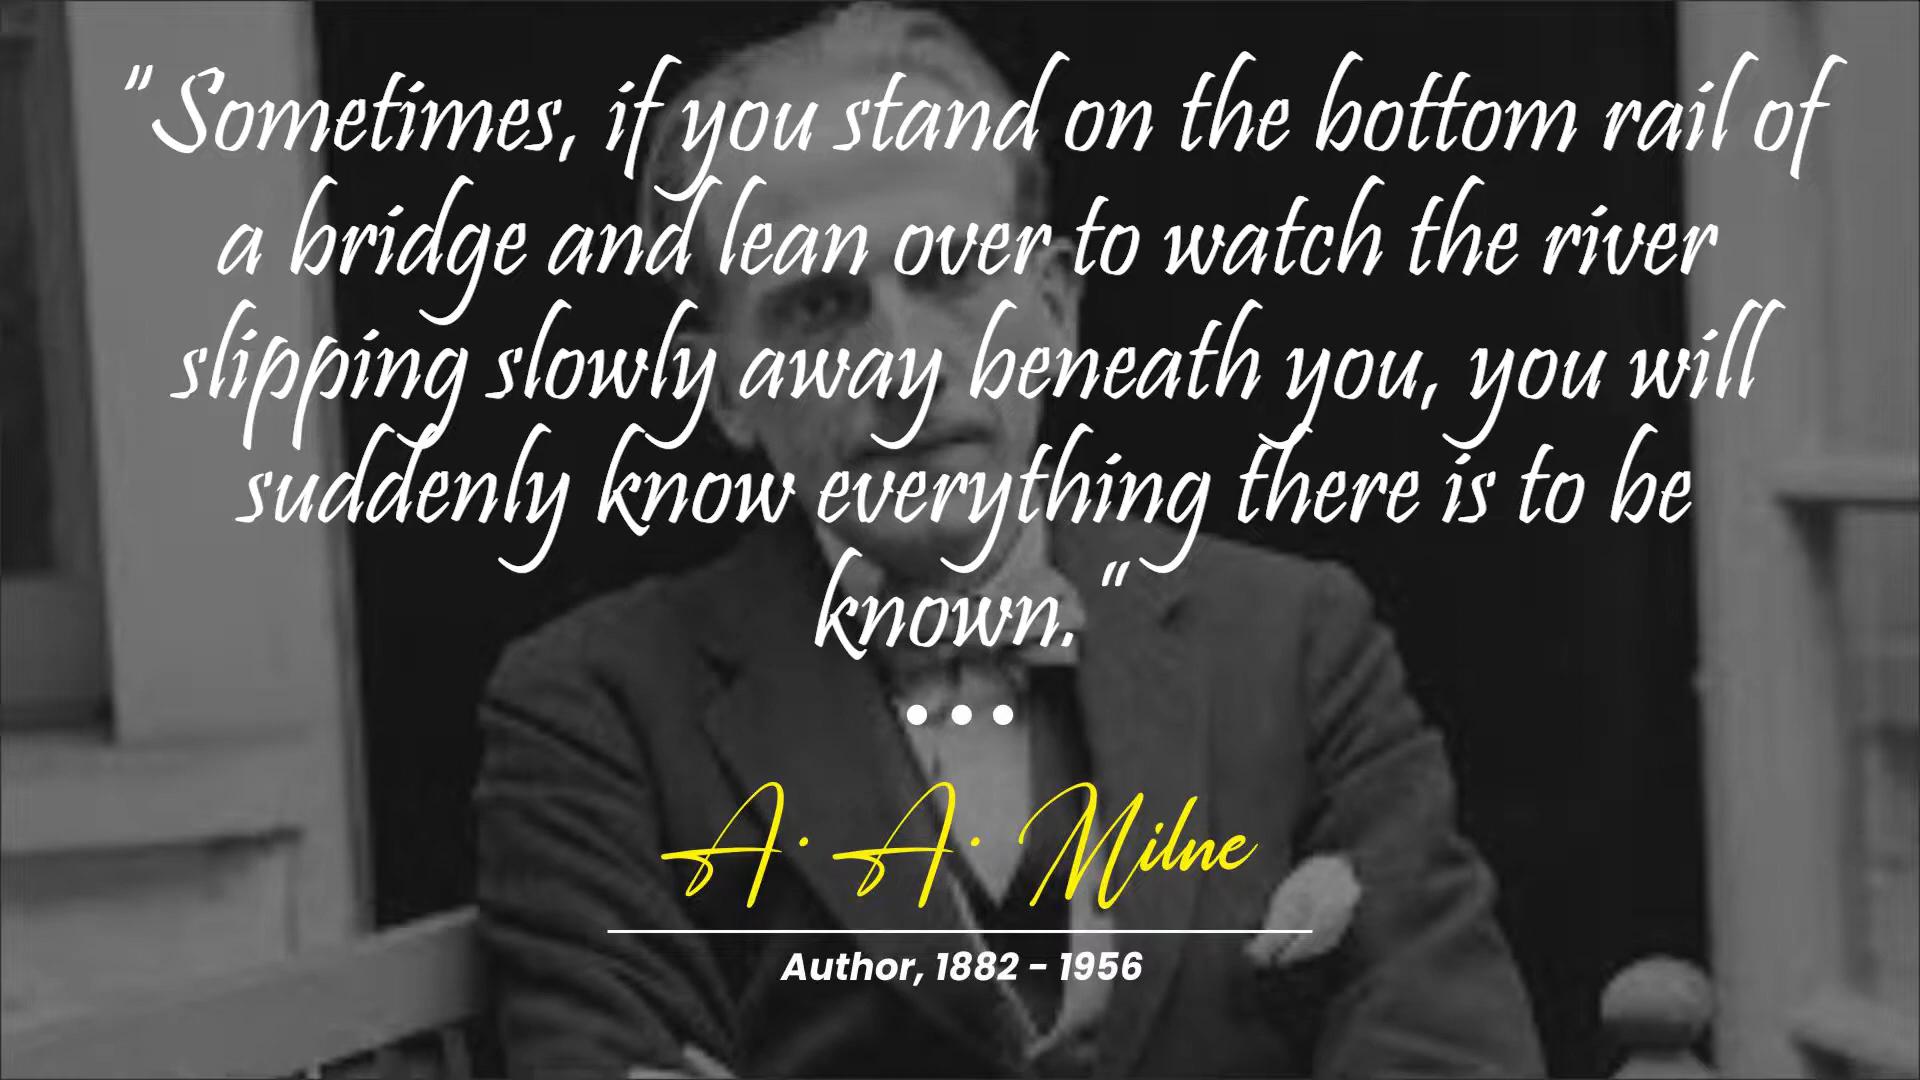 "Sometimes, if you stand on the bottom rail of
a bridge and lean over to watch the river
slipping slowly away beneath you, you will
suddenly know everything there is to be
known."
A. A. Milne
Author, 1882 - 1956